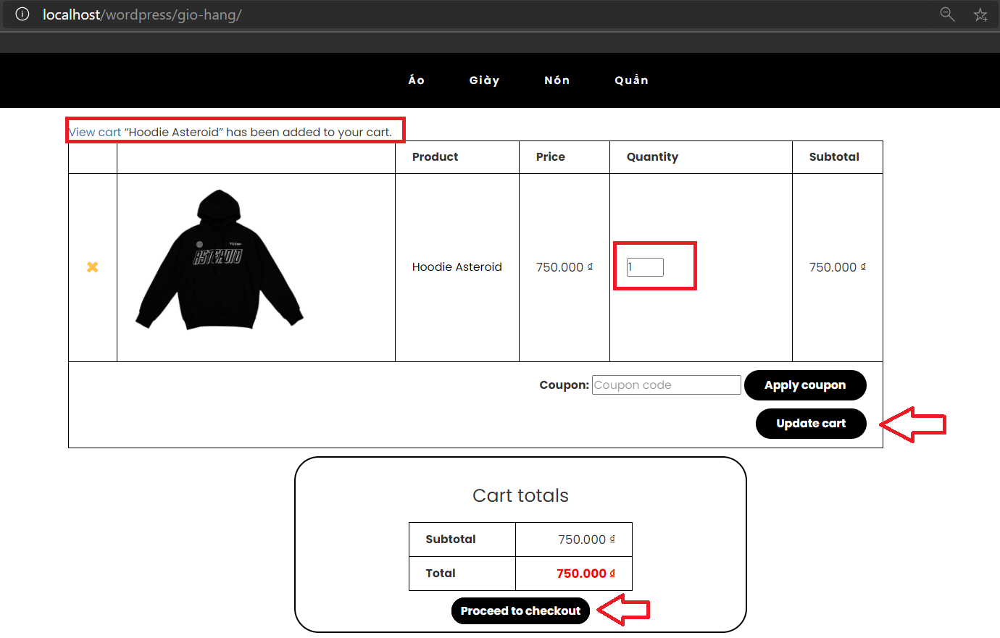 localhost/wordpress/gio-hang/
Áo Giày Nón Quần
View cart “Hoodie Asteroid” has been added to your cart.
Product Price Quantity Subtotal
ASTEROID
Hoodie Asteroid 750.000 ₫ 1 750.000 ₫
Coupon: Coupon code Apply coupon
Update cart
Cart totals
Subtotal 750.000 ₫
Total 750.000 ₫
Proceed to checkout